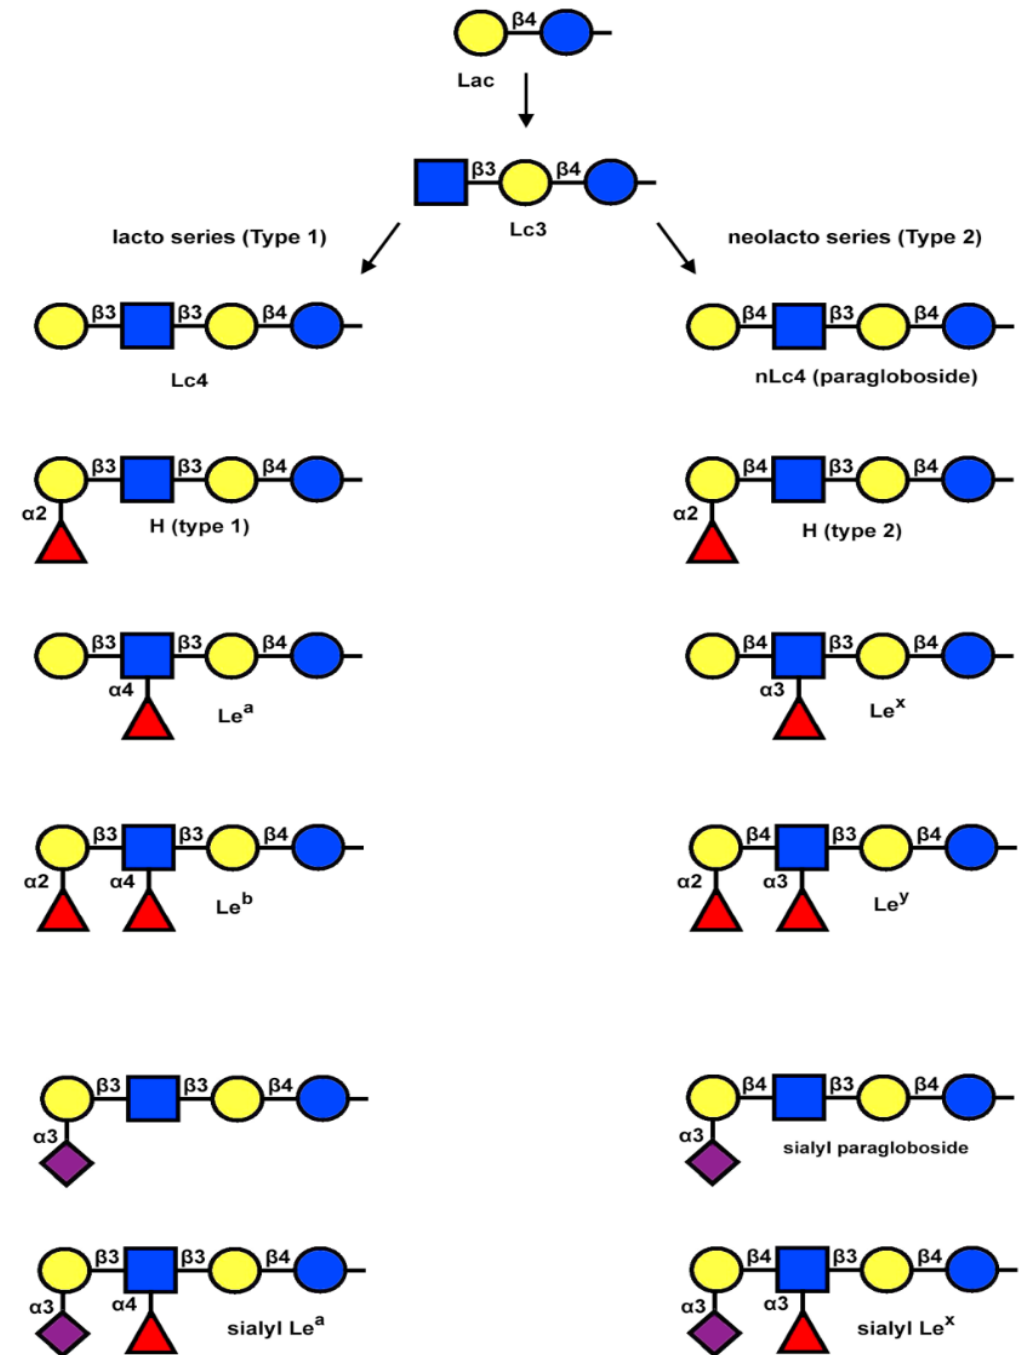 β4
Lac
β3 β4
Lc3
lacto series (Type 1) neolacto series (Type 2)
β3 β3 β4 β4 β3 β4
Lc4 nLc4 (paragloboside)
β3 β3 β4 β4 β3 β4
α2 H (type 1) α2 H (type 2)
β3 β3 β4 β4 β3 β4
α4 Leᵃ α3 Leˣ
β3 β3 β4 β4 β3 β4
α2 α4 Leᵇ α2 α3 Leʸ
β3 β3 β4 β4 β3 β4
α3 α3 sialyl paragloboside
β3 β3 β4 β4 β3 β4
α3 α4 sialyl Leᵃ α3 α3 sialyl Leˣ